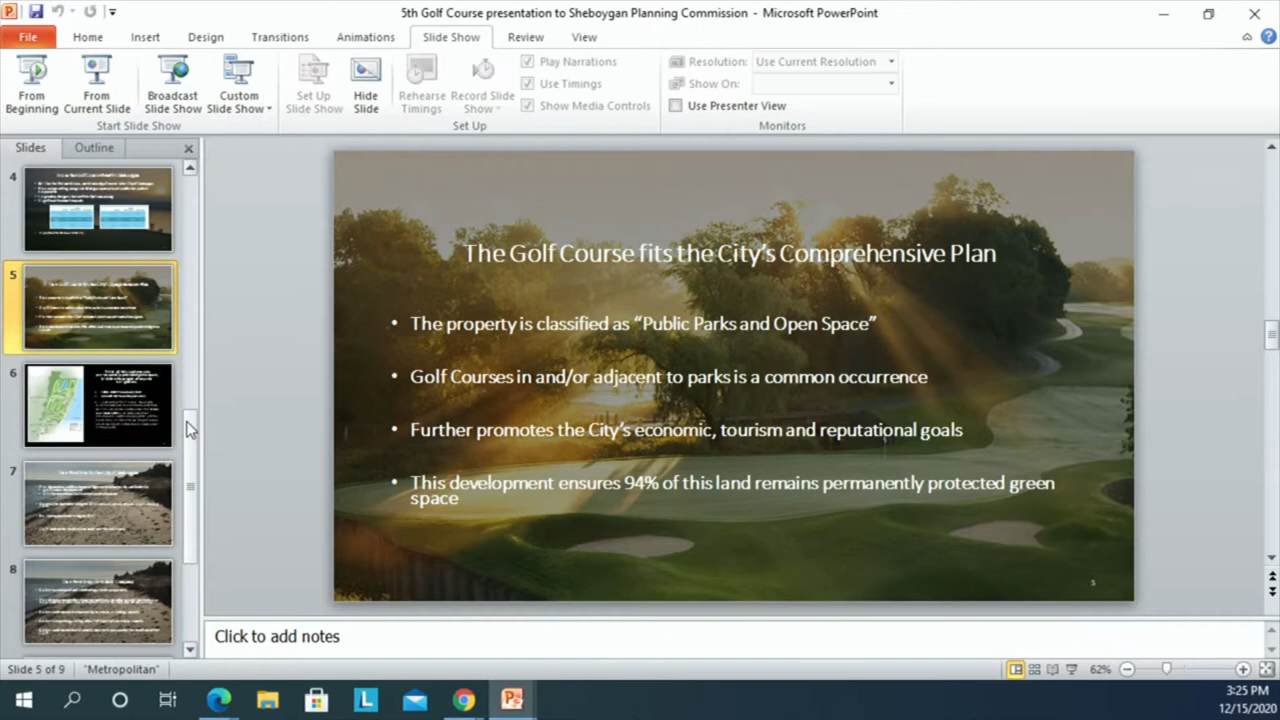 5th Golf Course presentation to Sheboygan Planning Commission - Microsoft PowerPoint
File Home Insert Design Transitions Animations Slide Show Review View
From Beginning
From Current Slide
Broadcast Slide Show
Custom Slide Show
Set Up Slide Show
Hide Slide
Rehearse Timings
Record Slide Show
Play Narrations
Use Timings
Show Media Controls
Resolution: Use Current Resolution
Show On:
Use Presenter View
Start Slide Show
Set Up
Monitors
Slides Outline
4
5
6
7
8
The Golf Course fits the City's Comprehensive Plan
• The property is classified as “Public Parks and Open Space”
• Golf Courses in and/or adjacent to parks is a common occurrence
• Further promotes the City's economic, tourism and reputational goals
• This development ensures 94% of this land remains permanently protected green
space
5
Click to add notes
Slide 5 of 9 "Metropolitan" 62%
3:25 PM
12/15/2020